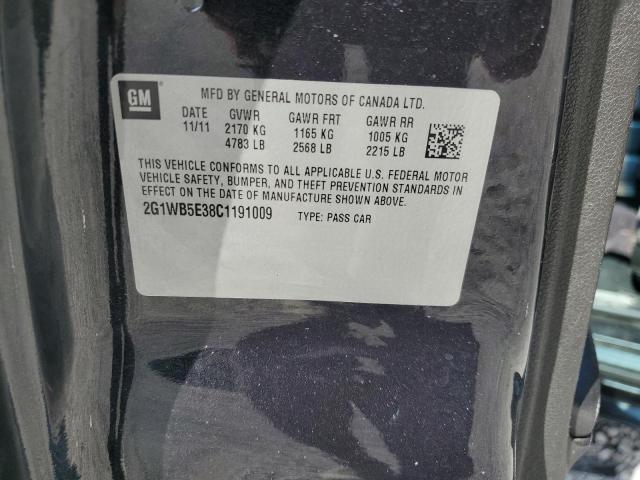 GM MFD BY GENERAL MOTORS OF CANADA LTD.
DATE GVWR GAWR FRT GAWR RR
11/11 2170 KG 1165 KG 1005 KG
4783 LB 2568 LB 2215 LB
THIS VEHICLE CONFORMS TO ALL APPLICABLE U.S. FEDERAL MOTOR
VEHICLE SAFETY, BUMPER, AND THEFT PREVENTION STANDARDS IN
EFFECT ON THE DATE OF MANUFACTURE SHOWN ABOVE.
2G1WB5E38C1191009 TYPE: PASS CAR